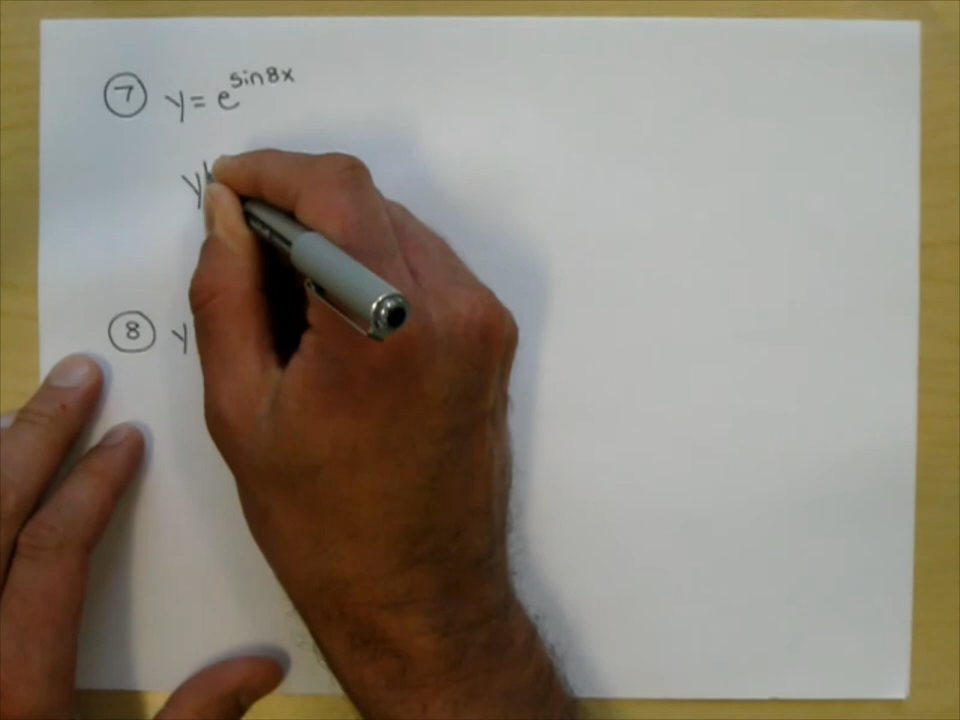 7 y = e^sin8x
y'
8 y